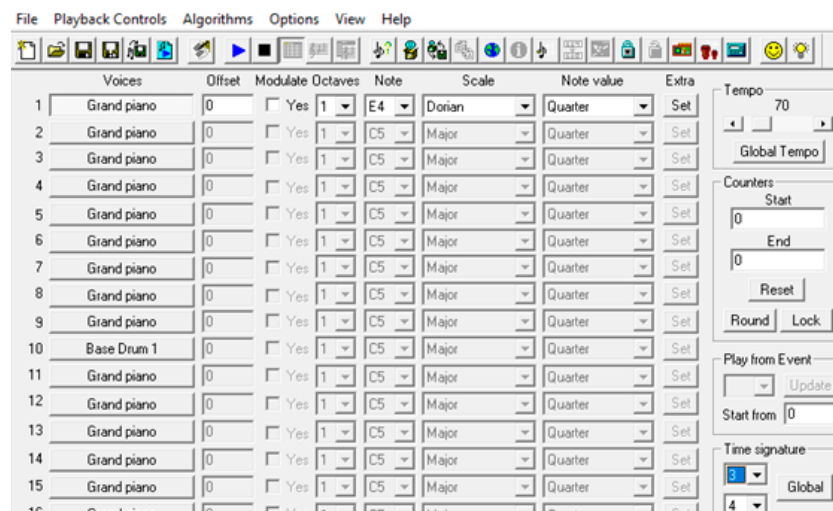 File Playback Controls Algorithms Options View Help
Voices Offset Modulate Octaves Note Scale Note value Extra
1 Grand piano 0 Yes 1 E4 Dorian Quarter Set
2 Grand piano 0 Yes 1 C5 Major Quarter Set
3 Grand piano 0 Yes 1 C5 Major Quarter Set
4 Grand piano 0 Yes 1 C5 Major Quarter Set
5 Grand piano 0 Yes 1 C5 Major Quarter Set
6 Grand piano 0 Yes 1 C5 Major Quarter Set
7 Grand piano 0 Yes 1 C5 Major Quarter Set
8 Grand piano 0 Yes 1 C5 Major Quarter Set
9 Grand piano 0 Yes 1 C5 Major Quarter Set
10 Base Drum 1 0 Yes 1 C5 Major Quarter Set
11 Grand piano 0 Yes 1 C5 Major Quarter Set
12 Grand piano 0 Yes 1 C5 Major Quarter Set
13 Grand piano 0 Yes 1 C5 Major Quarter Set
14 Grand piano 0 Yes 1 C5 Major Quarter Set
15 Grand piano 0 Yes 1 C5 Major Quarter Set
Tempo
70
Global Tempo
Counters
Start
0
End
0
Reset
Round Lock
Play from Event
Update
Start from 0
Time signature
3
Global
4